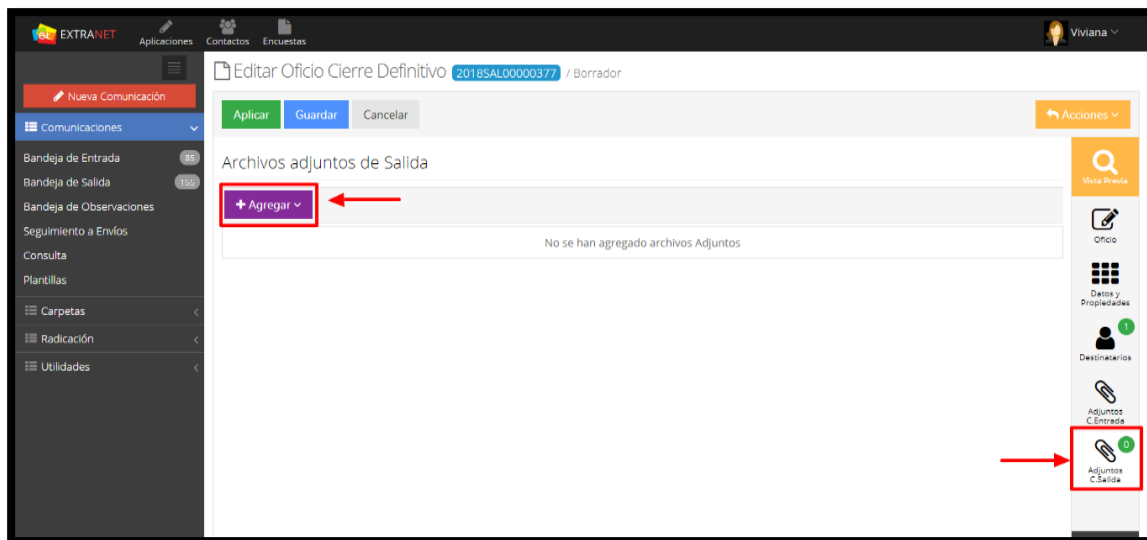 ec EXTRANET
Aplicaciones
Contactos
Encuestas
Viviana
Nueva Comunicación
Comunicaciones
Bandeja de Entrada 85
Bandeja de Salida 155
Bandeja de Observaciones
Seguimiento a Envíos
Consulta
Plantillas
Carpetas
Radicación
Utilidades
Editar Oficio Cierre Definitivo 2018SAL00000377 / Borrador
Aplicar
Guardar
Cancelar
Acciones
Archivos adjuntos de Salida
+ Agregar
No se han agregado archivos Adjuntos
Vista Previa
Oficio
Datos y
Propiedades
1
Destinatarios
Adjuntos
C.Entrada
0
Adjuntos
C.Salida